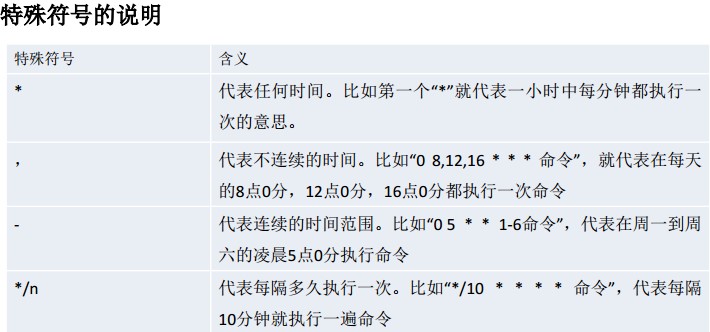 特殊符号的说明
特殊符号 含义
* 代表任何时间。比如第一个“*”就代表一小时中每分钟都执行一
次的意思。
， 代表不连续的时间。比如“0 8,12,16 * * * 命令”，就代表在每天
的8点0分，12点0分，16点0分都执行一次命令
- 代表连续的时间范围。比如“0 5 * * 1-6命令”，代表在周一到周
六的凌晨5点0分执行命令
*/n 代表每隔多久执行一次。比如“*/10 * * * * 命令”，代表每隔
10分钟就执行一遍命令